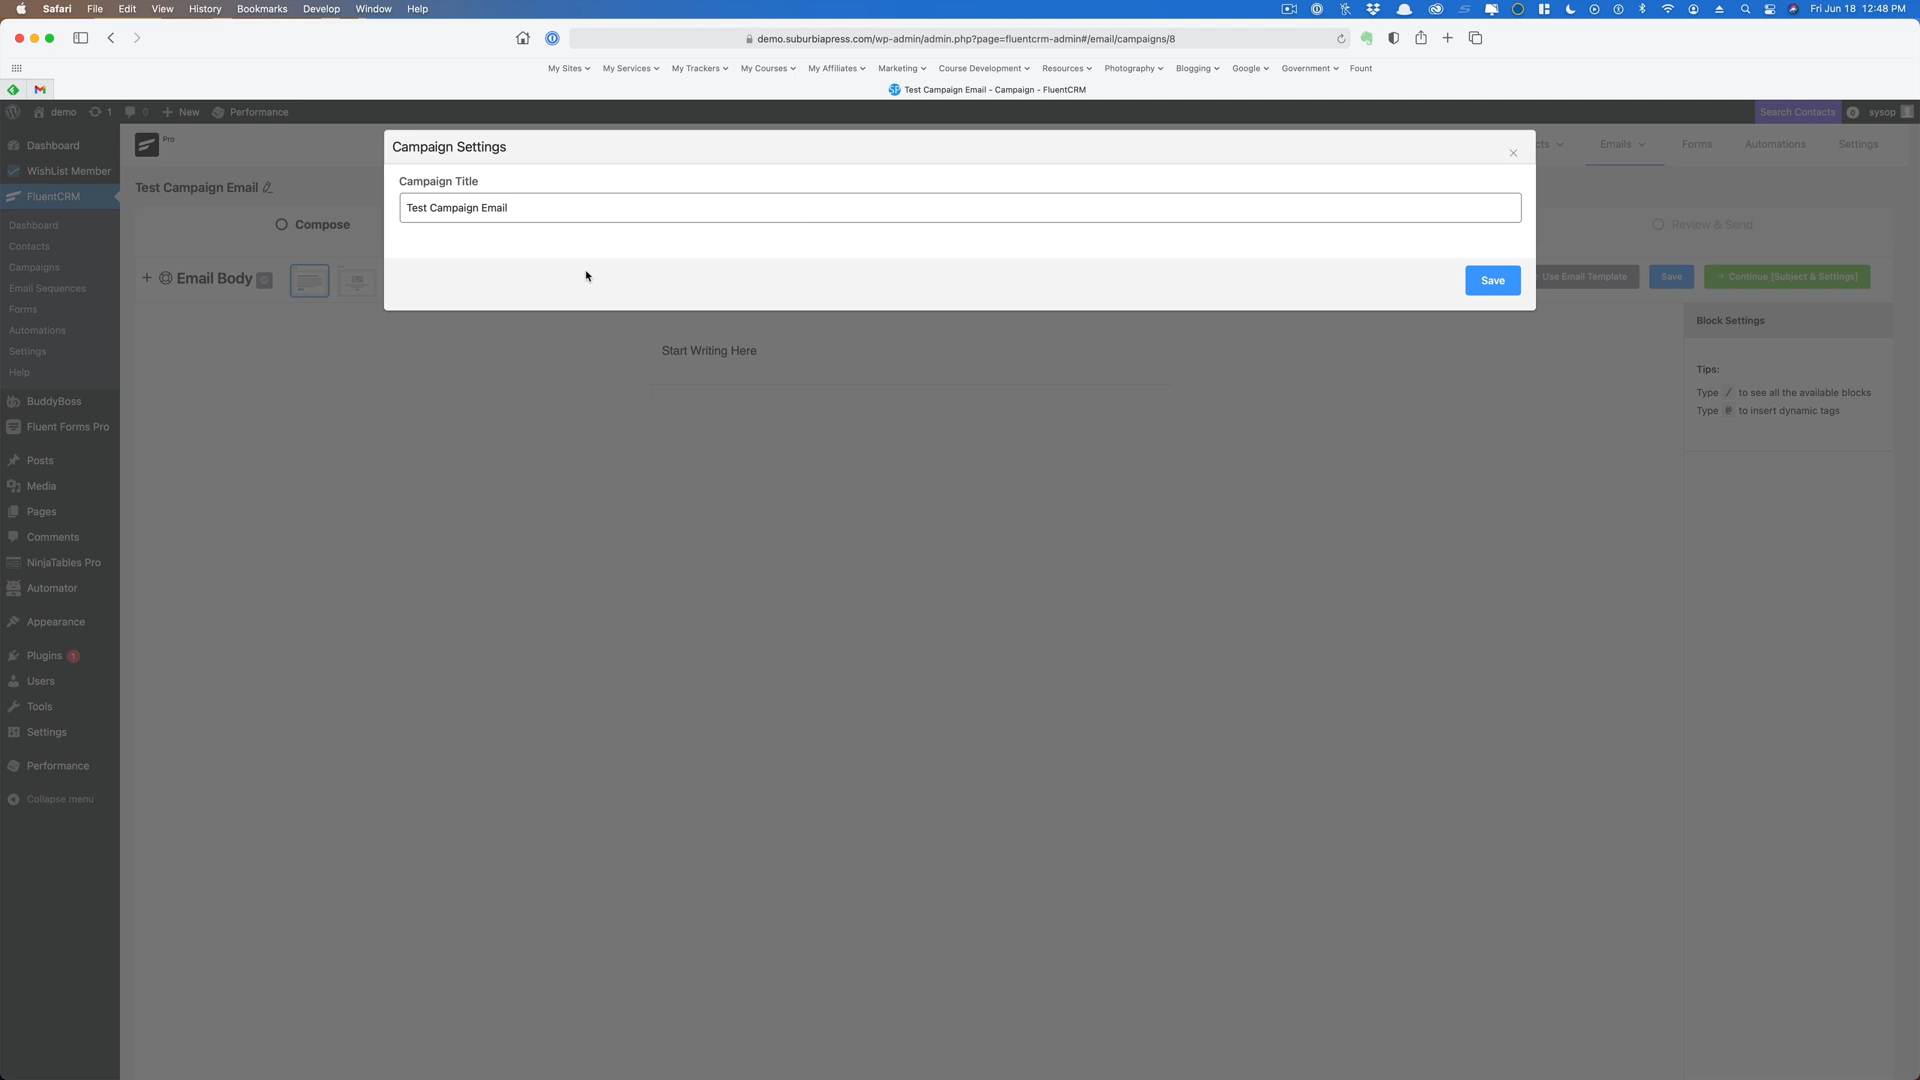 Safari File Edit View History Bookmarks Develop Window Help Fri Jun 18 12:48 PM
demo.suburbiapress.com/wp-admin/admin.php?page=fluentcrm-admin#/email/campaigns/8
My Sites My Services My Trackers My Courses My Affiliates Marketing Course Development Resources Photography Blogging Google Government Fount
Test Campaign Email - Campaign - FluentCRM
demo 1 0 New Performance Search Contacts 0 sysop
Dashboard
WishList Member
FluentCRM
Dashboard
Contacts
Campaigns
Email Sequences
Forms
Automations
Settings
Help
BuddyBoss
Fluent Forms Pro
Posts
Media
Pages
Comments
NinjaTables Pro
Automator
Appearance
Plugins 1
Users
Tools
Settings
Performance
Collapse menu
Pro
cts Emails Forms Automations Settings
Test Campaign Email
Compose
Review & Send
+ Email Body
Use Email Template Save Continue [Subject & Settings]
Campaign Settings
Campaign Title
Test Campaign Email
Save
Start Writing Here
Block Settings
Tips:
Type / to see all the available blocks
Type @ to insert dynamic tags